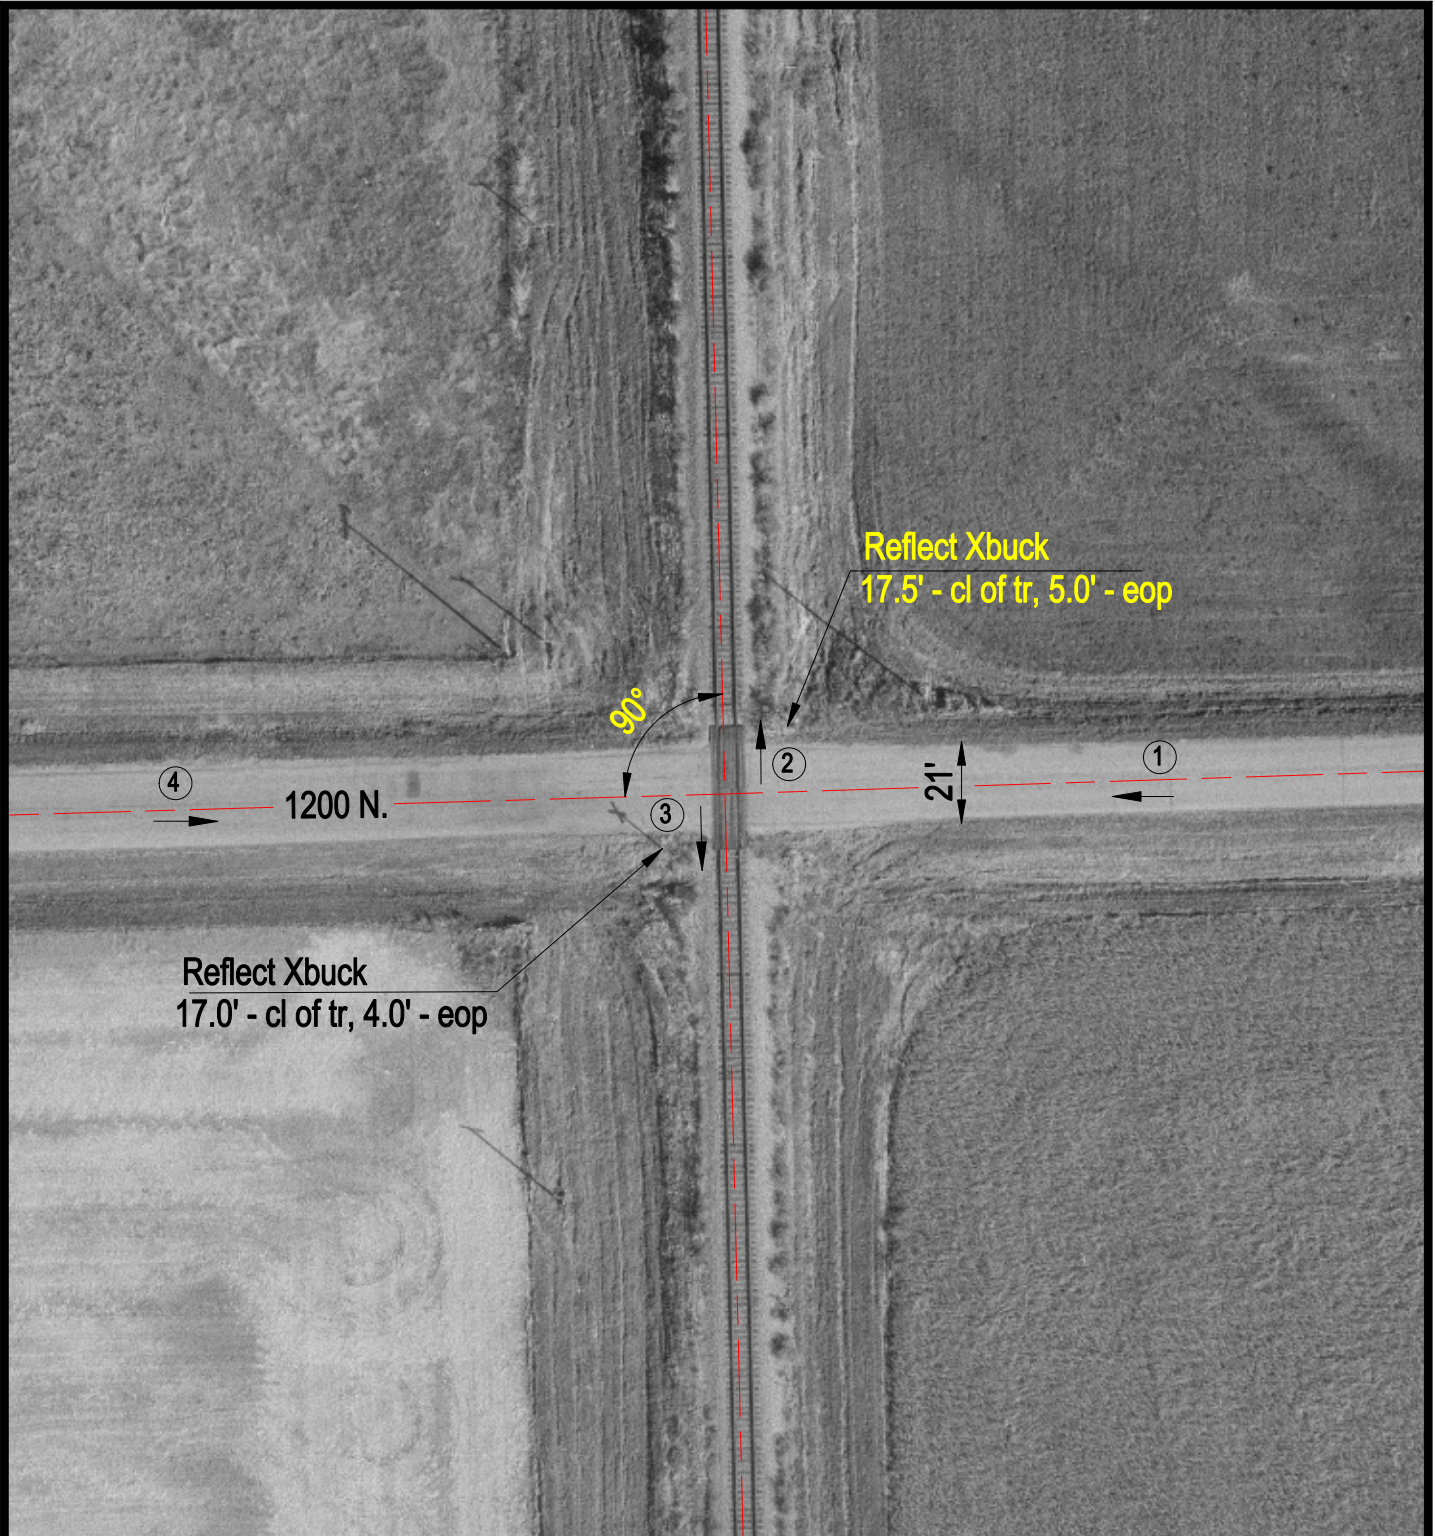 Reflect Xbuck
17.5' - cl of tr, 5.0' - eop
90°
2
1
4
21'
1200 N.
3
Reflect Xbuck
17.0' - cl of tr, 4.0' - eop